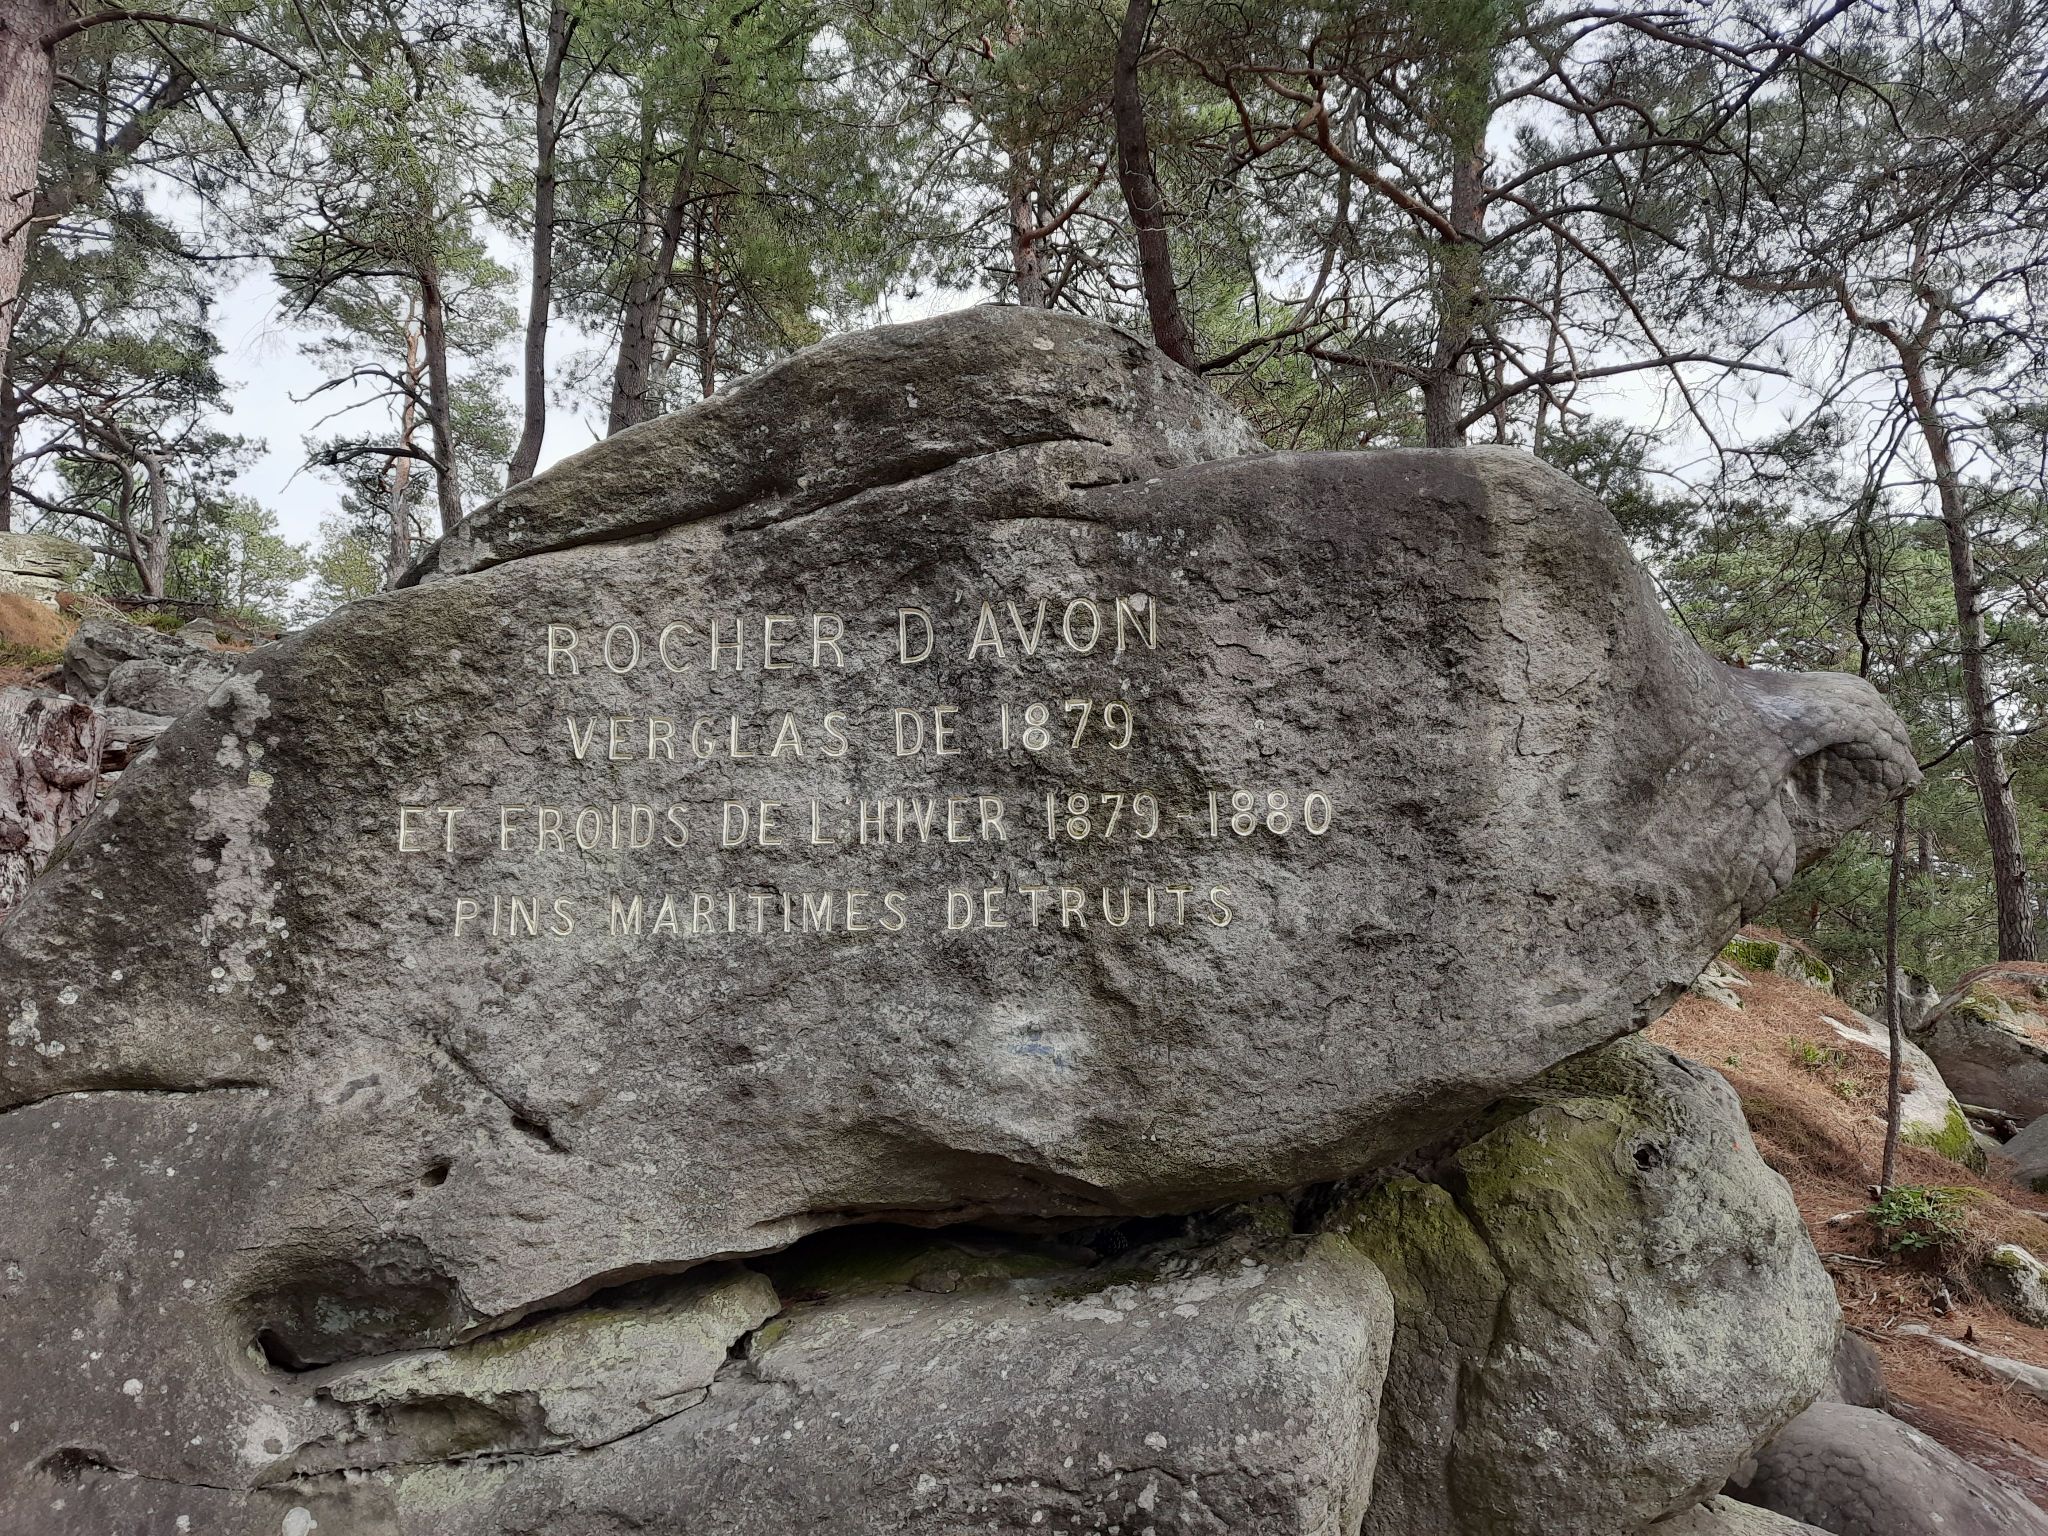 ROCHER D AVON
VERGLAS DE 1879
ET FROIDS DE L'HIVER 1879-1880
PINS MARITIMES DÉTRUITS